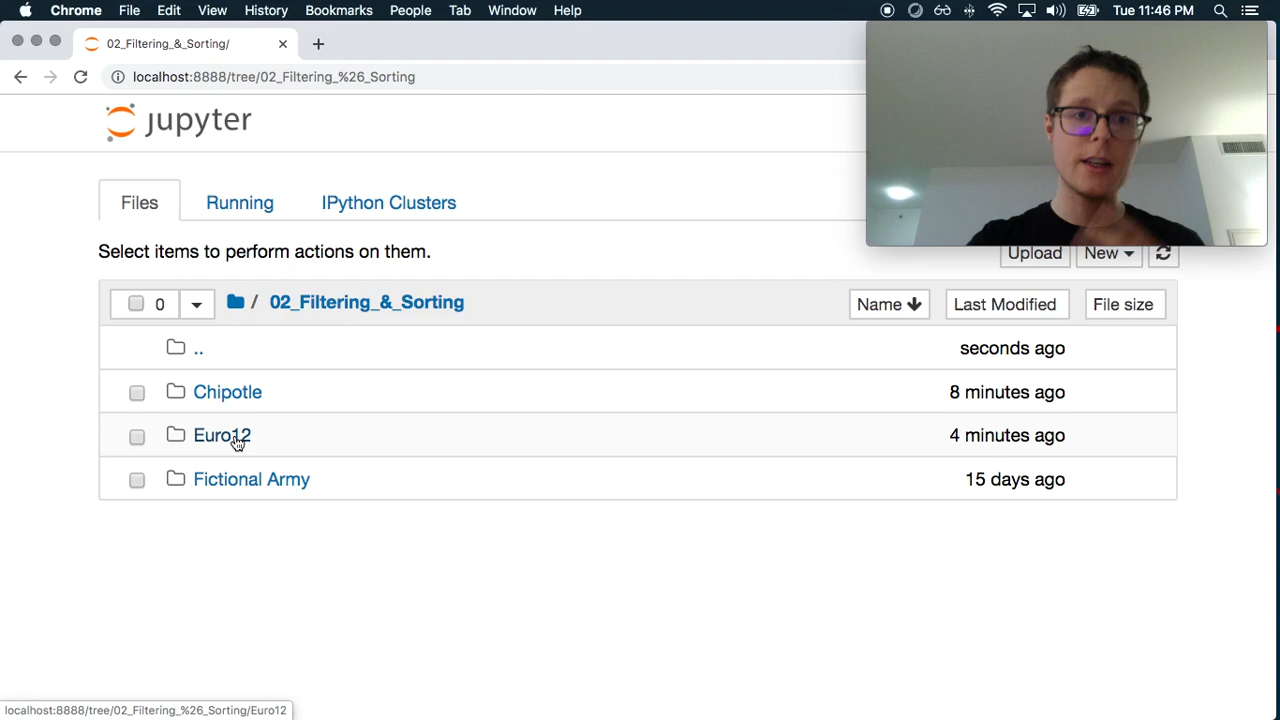 Chrome File Edit View History Bookmarks People Tab Window Help Tue 11:46 PM
02_Filtering_&_Sorting/
localhost:8888/tree/02_Filtering_%26_Sorting
jupyter
Files Running IPython Clusters
Select items to perform actions on them.
Upload New
0 / 02_Filtering_&_Sorting Name Last Modified File size
.. seconds ago
Chipotle 8 minutes ago
Euro12 4 minutes ago
Fictional Army 15 days ago
localhost:8888/tree/02_Filtering_%26_Sorting/Euro12